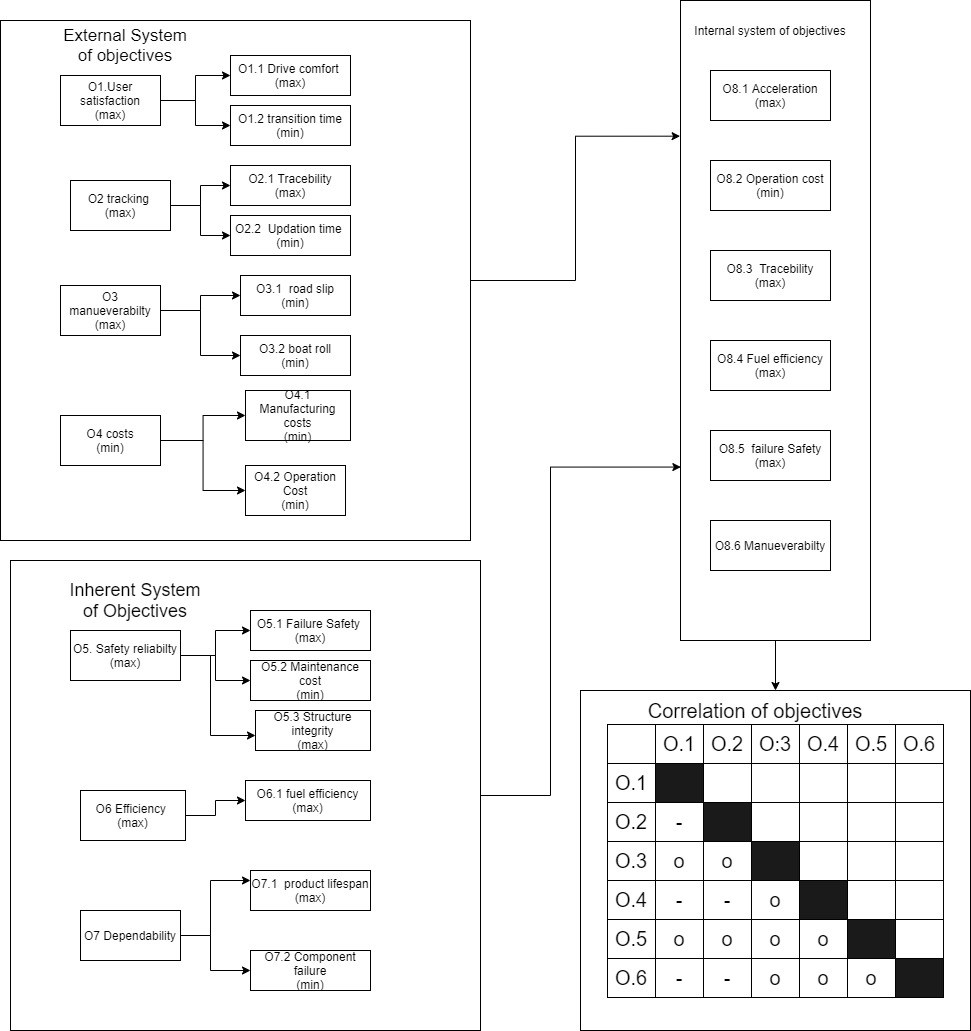 External System
of objectives
O1.User
satisfaction
(max)
O1.1 Drive comfort
(max)
O1.2 transition time
(min)
O2 tracking
(max)
O2.1 Tracebility
(max)
O2.2  Updation time
(min)
O3
manueverabilty
(max)
O3.1  road slip
(min)
O3.2 boat roll
(min)
O4 costs
(min)
O4.1
Manufacturing
costs
(min)
O4.2 Operation
Cost
(min)
Inherent System
of Objectives
O5. Safety reliabilty
(max)
O5.1 Failure Safety
(max)
O5.2 Maintenance
cost
(min)
O5.3 Structure
integrity
(max)
O6 Efficiency
(max)
O6.1 fuel efficiency
(max)
O7 Dependability
O7.1  product lifespan
(max)
O7.2 Component
failure
(min)
Internal system of objectives
O8.1 Acceleration
(max)
O8.2 Operation cost
(min)
O8.3  Tracebility
(max)
O8.4 Fuel efficiency
(max)
O8.5  failure Safety
(max)
O8.6 Manueverabilty
Correlation of objectives
O.1 O.2 O:3 O.4 O.5 O.6
O.1
O.2 -
O.3 o o
O.4 - - o
O.5 o o o o
O.6 - - o o o